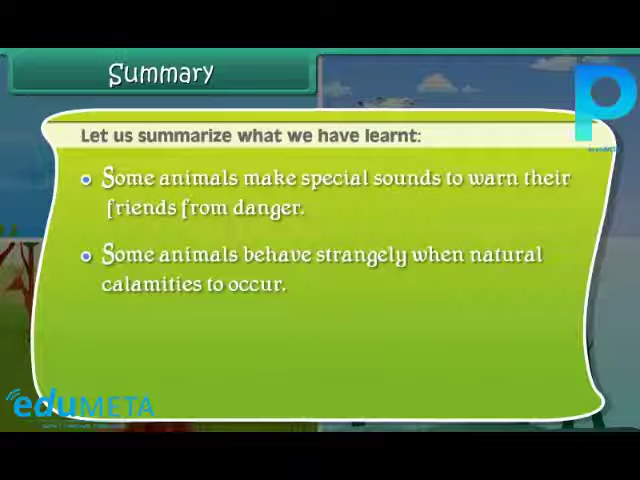 Summary
Let us summarize what we have learnt:
Some animals make special sounds to warn their
friends from danger.
Some animals behave strangely when natural
calamities to occur.
eduMETA